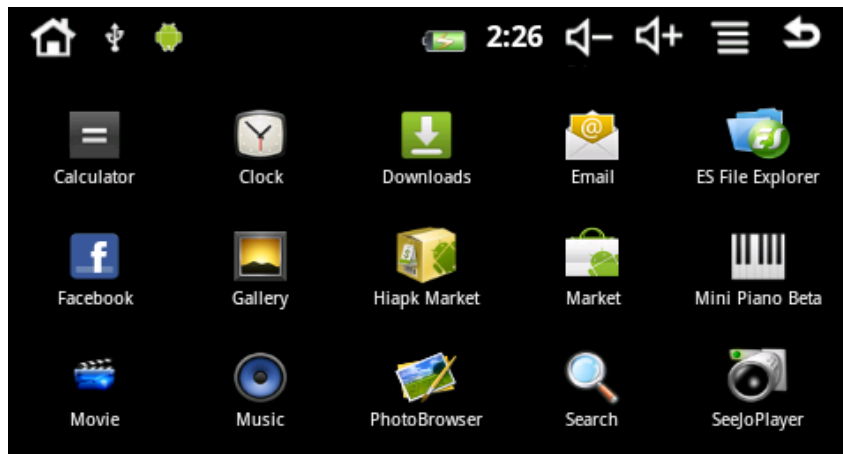 2:26
Calculator Clock Downloads Email ES File Explorer
Facebook Gallery Hiapk Market Market Mini Piano Beta
Movie Music PhotoBrowser Search SeeJoPlayer